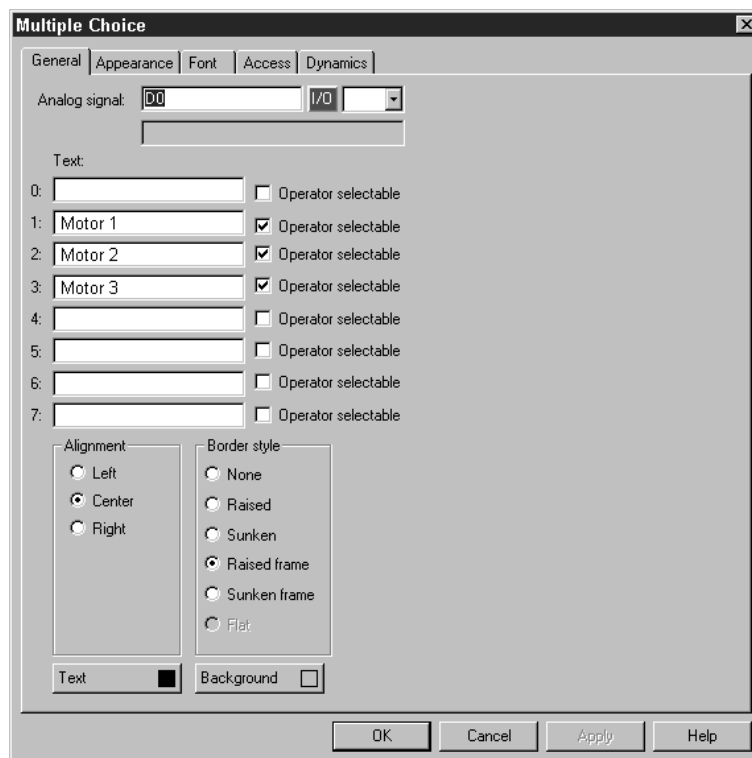 Multiple Choice
General Appearance Font Access Dynamics
Analog signal: D0 I/O
Text:
0: Operator selectable
1: Motor 1 Operator selectable
2: Motor 2 Operator selectable
3: Motor 3 Operator selectable
4: Operator selectable
5: Operator selectable
6: Operator selectable
7: Operator selectable
Alignment
Left
Center
Right
Border style
None
Raised
Sunken
Raised frame
Sunken frame
Flat
Text Background
OK Cancel Apply Help